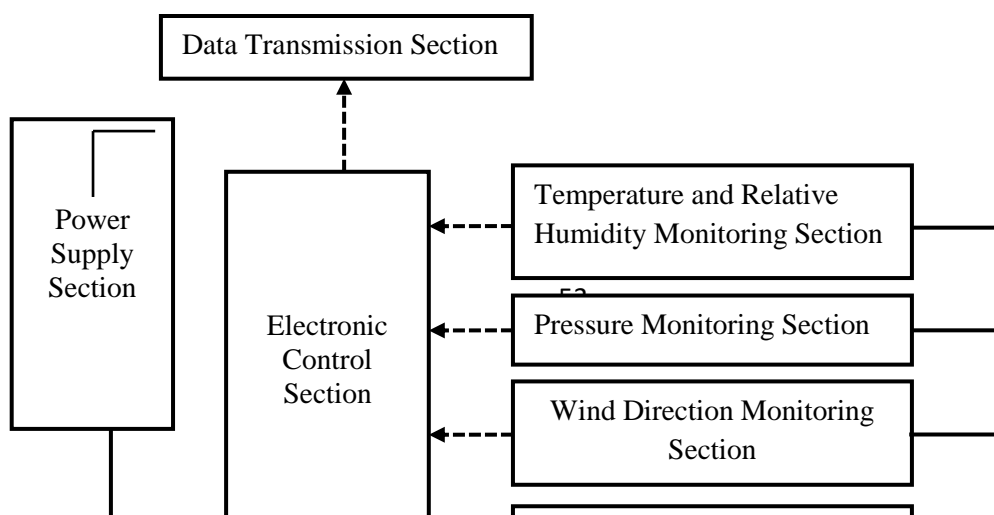 Data Transmission Section
Power
Supply
Section
Electronic
Control
Section
Temperature and Relative
Humidity Monitoring Section
Pressure Monitoring Section
Wind Direction Monitoring
Section